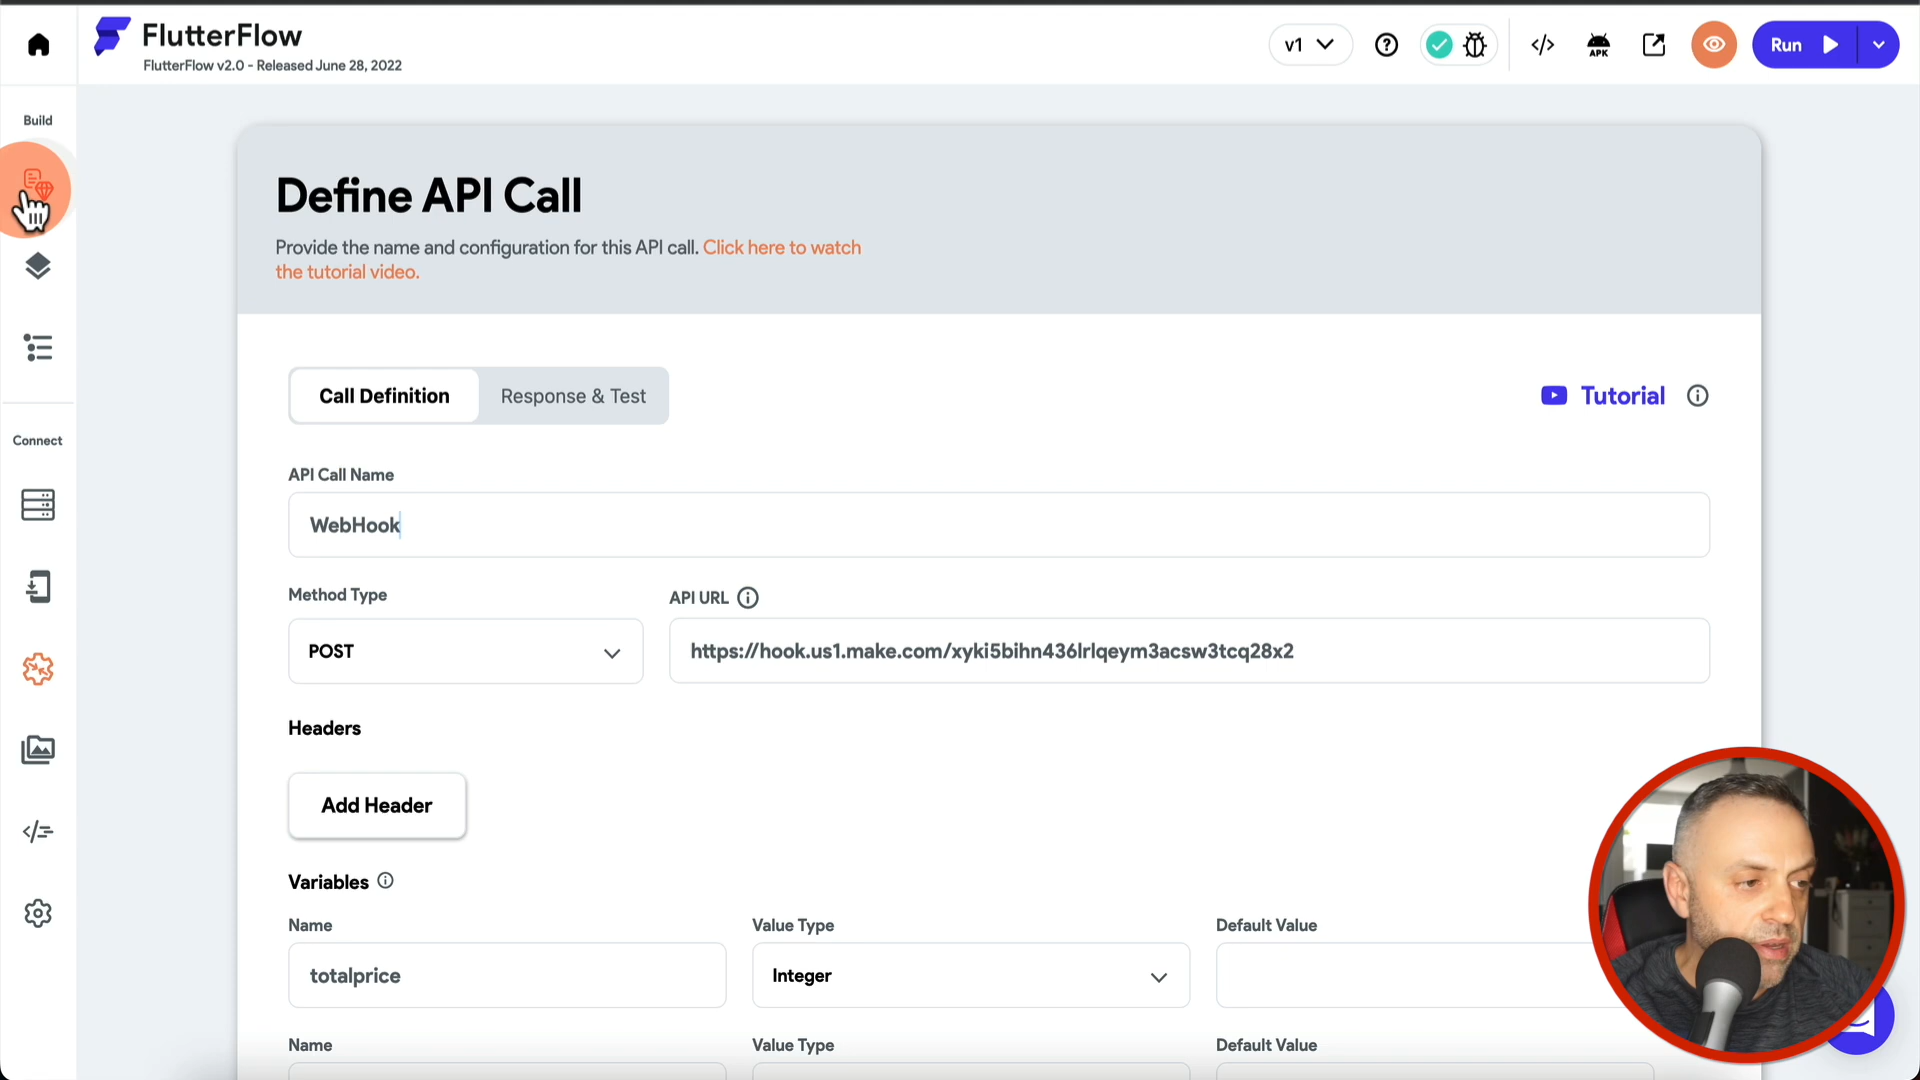 FlutterFlow
FlutterFlow v2.0 - Released June 28, 2022
v1
APK
Run
Build
Connect
Define API Call
Provide the name and configuration for this API call. Click here to watch
the tutorial video.
Call Definition
Response & Test
Tutorial
API Call Name
WebHook
Method Type
API URL
POST
https://hook.us1.make.com/xyki5bihn436lrlqeym3acsw3tcq28x2
Headers
Add Header
Variables
Name
Value Type
Default Value
totalprice
Integer
Name
Value Type
Default Value